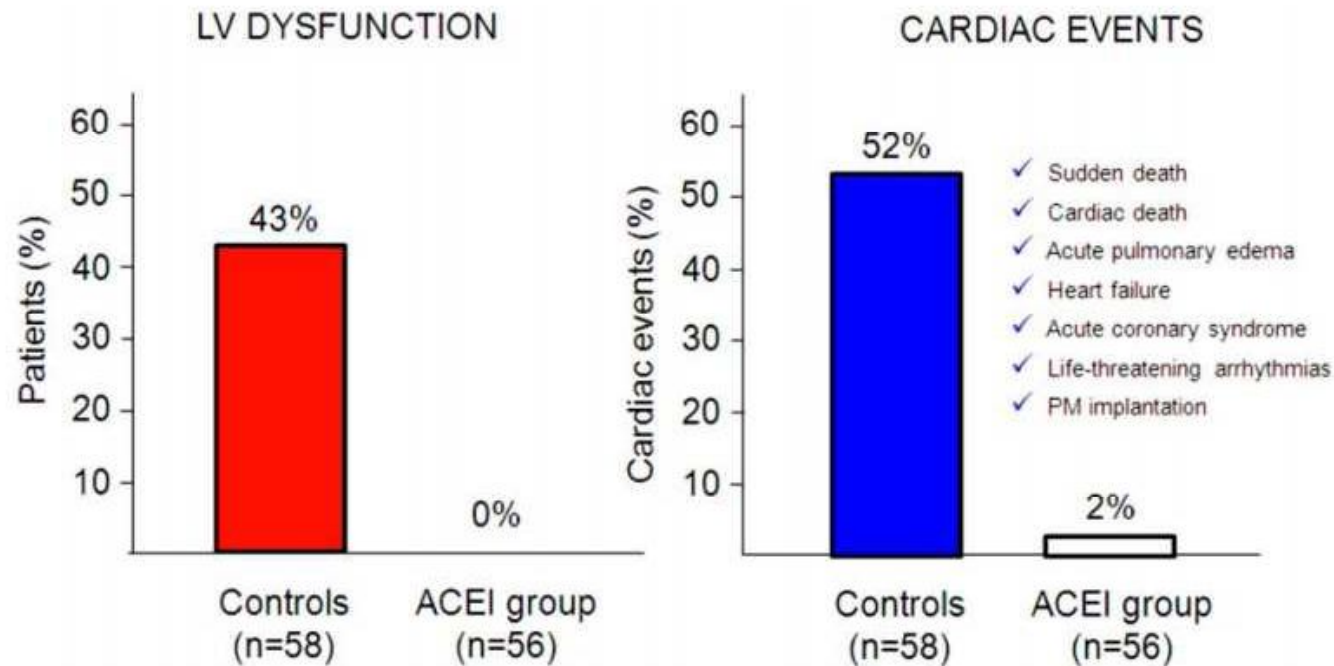 LV DYSFUNCTION
Patients (%)
60
50
40
30
20
10
43%
0%
Controls
(n=58)
ACEI group
(n=56)
CARDIAC EVENTS
Cardiac events (%)
60
50
40
30
20
10
52%
2%
✓ Sudden death
✓ Cardiac death
✓ Acute pulmonary edema
✓ Heart failure
✓ Acute coronary syndrome
✓ Life-threatening arrhythmias
✓ PM implantation
Controls
(n=58)
ACEI group
(n=56)